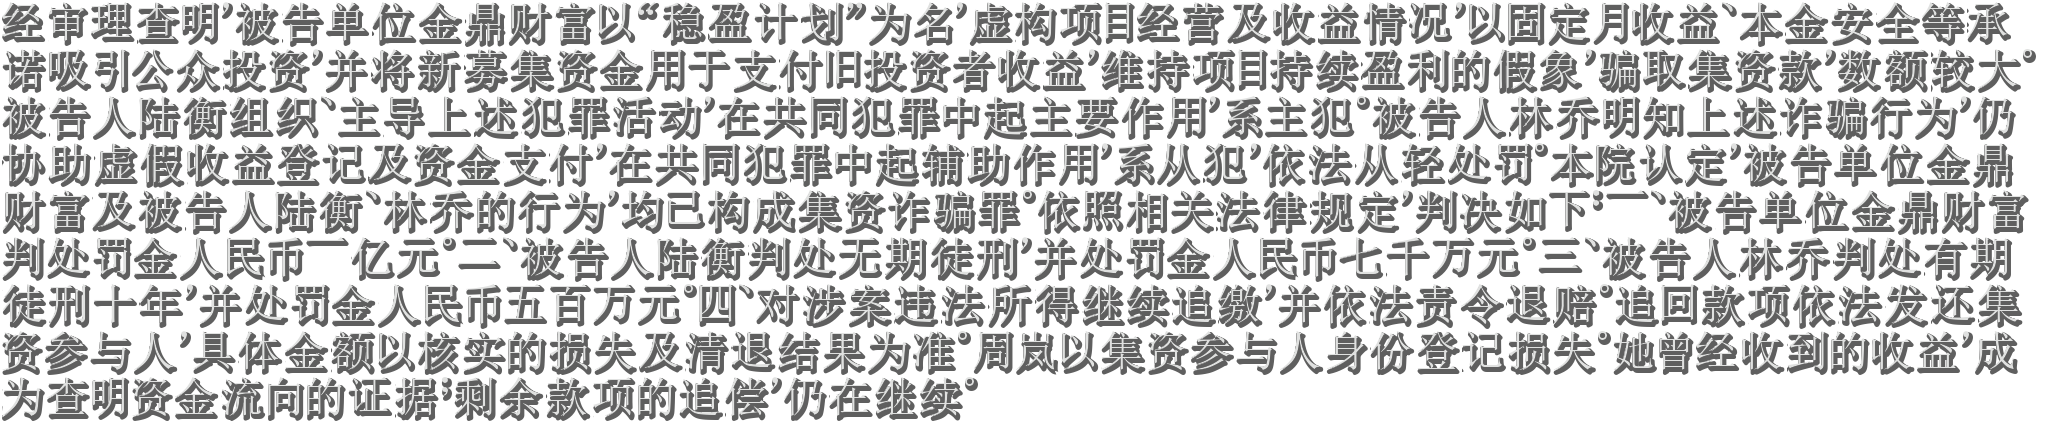 经审理查明，被告单位金鼎财富以“稳盈计划”为名，虚构项目经营及收益情况，以固定月收益、本金安全等承
诺吸引公众投资，并将新募集资金用于支付旧投资者收益，维持项目持续盈利的假象，骗取集资款，数额较大。
被告人陆衡组织、主导上述犯罪活动，在共同犯罪中起主要作用，系主犯。被告人林乔明知上述诈骗行为，仍
协助虚假收益登记及资金支付，在共同犯罪中起辅助作用，系从犯，依法从轻处罚。本院认定，被告单位金鼎
财富及被告人陆衡、林乔的行为，均已构成集资诈骗罪。依照相关法律规定，判决如下：一、被告单位金鼎财富
判处罚金人民币一亿元。二、被告人陆衡判处无期徒刑，并处罚金人民币七千万元。三、被告人林乔判处有期
徒刑十年，并处罚金人民币五百万元。四、对涉案违法所得继续追缴，并依法责令退赔。追回款项依法发还集
资参与人，具体金额以核实的损失及清退结果为准。周岚以集资参与人身份登记损失。她曾经收到的收益，成
为查明资金流向的证据；剩余款项的追偿，仍在继续。